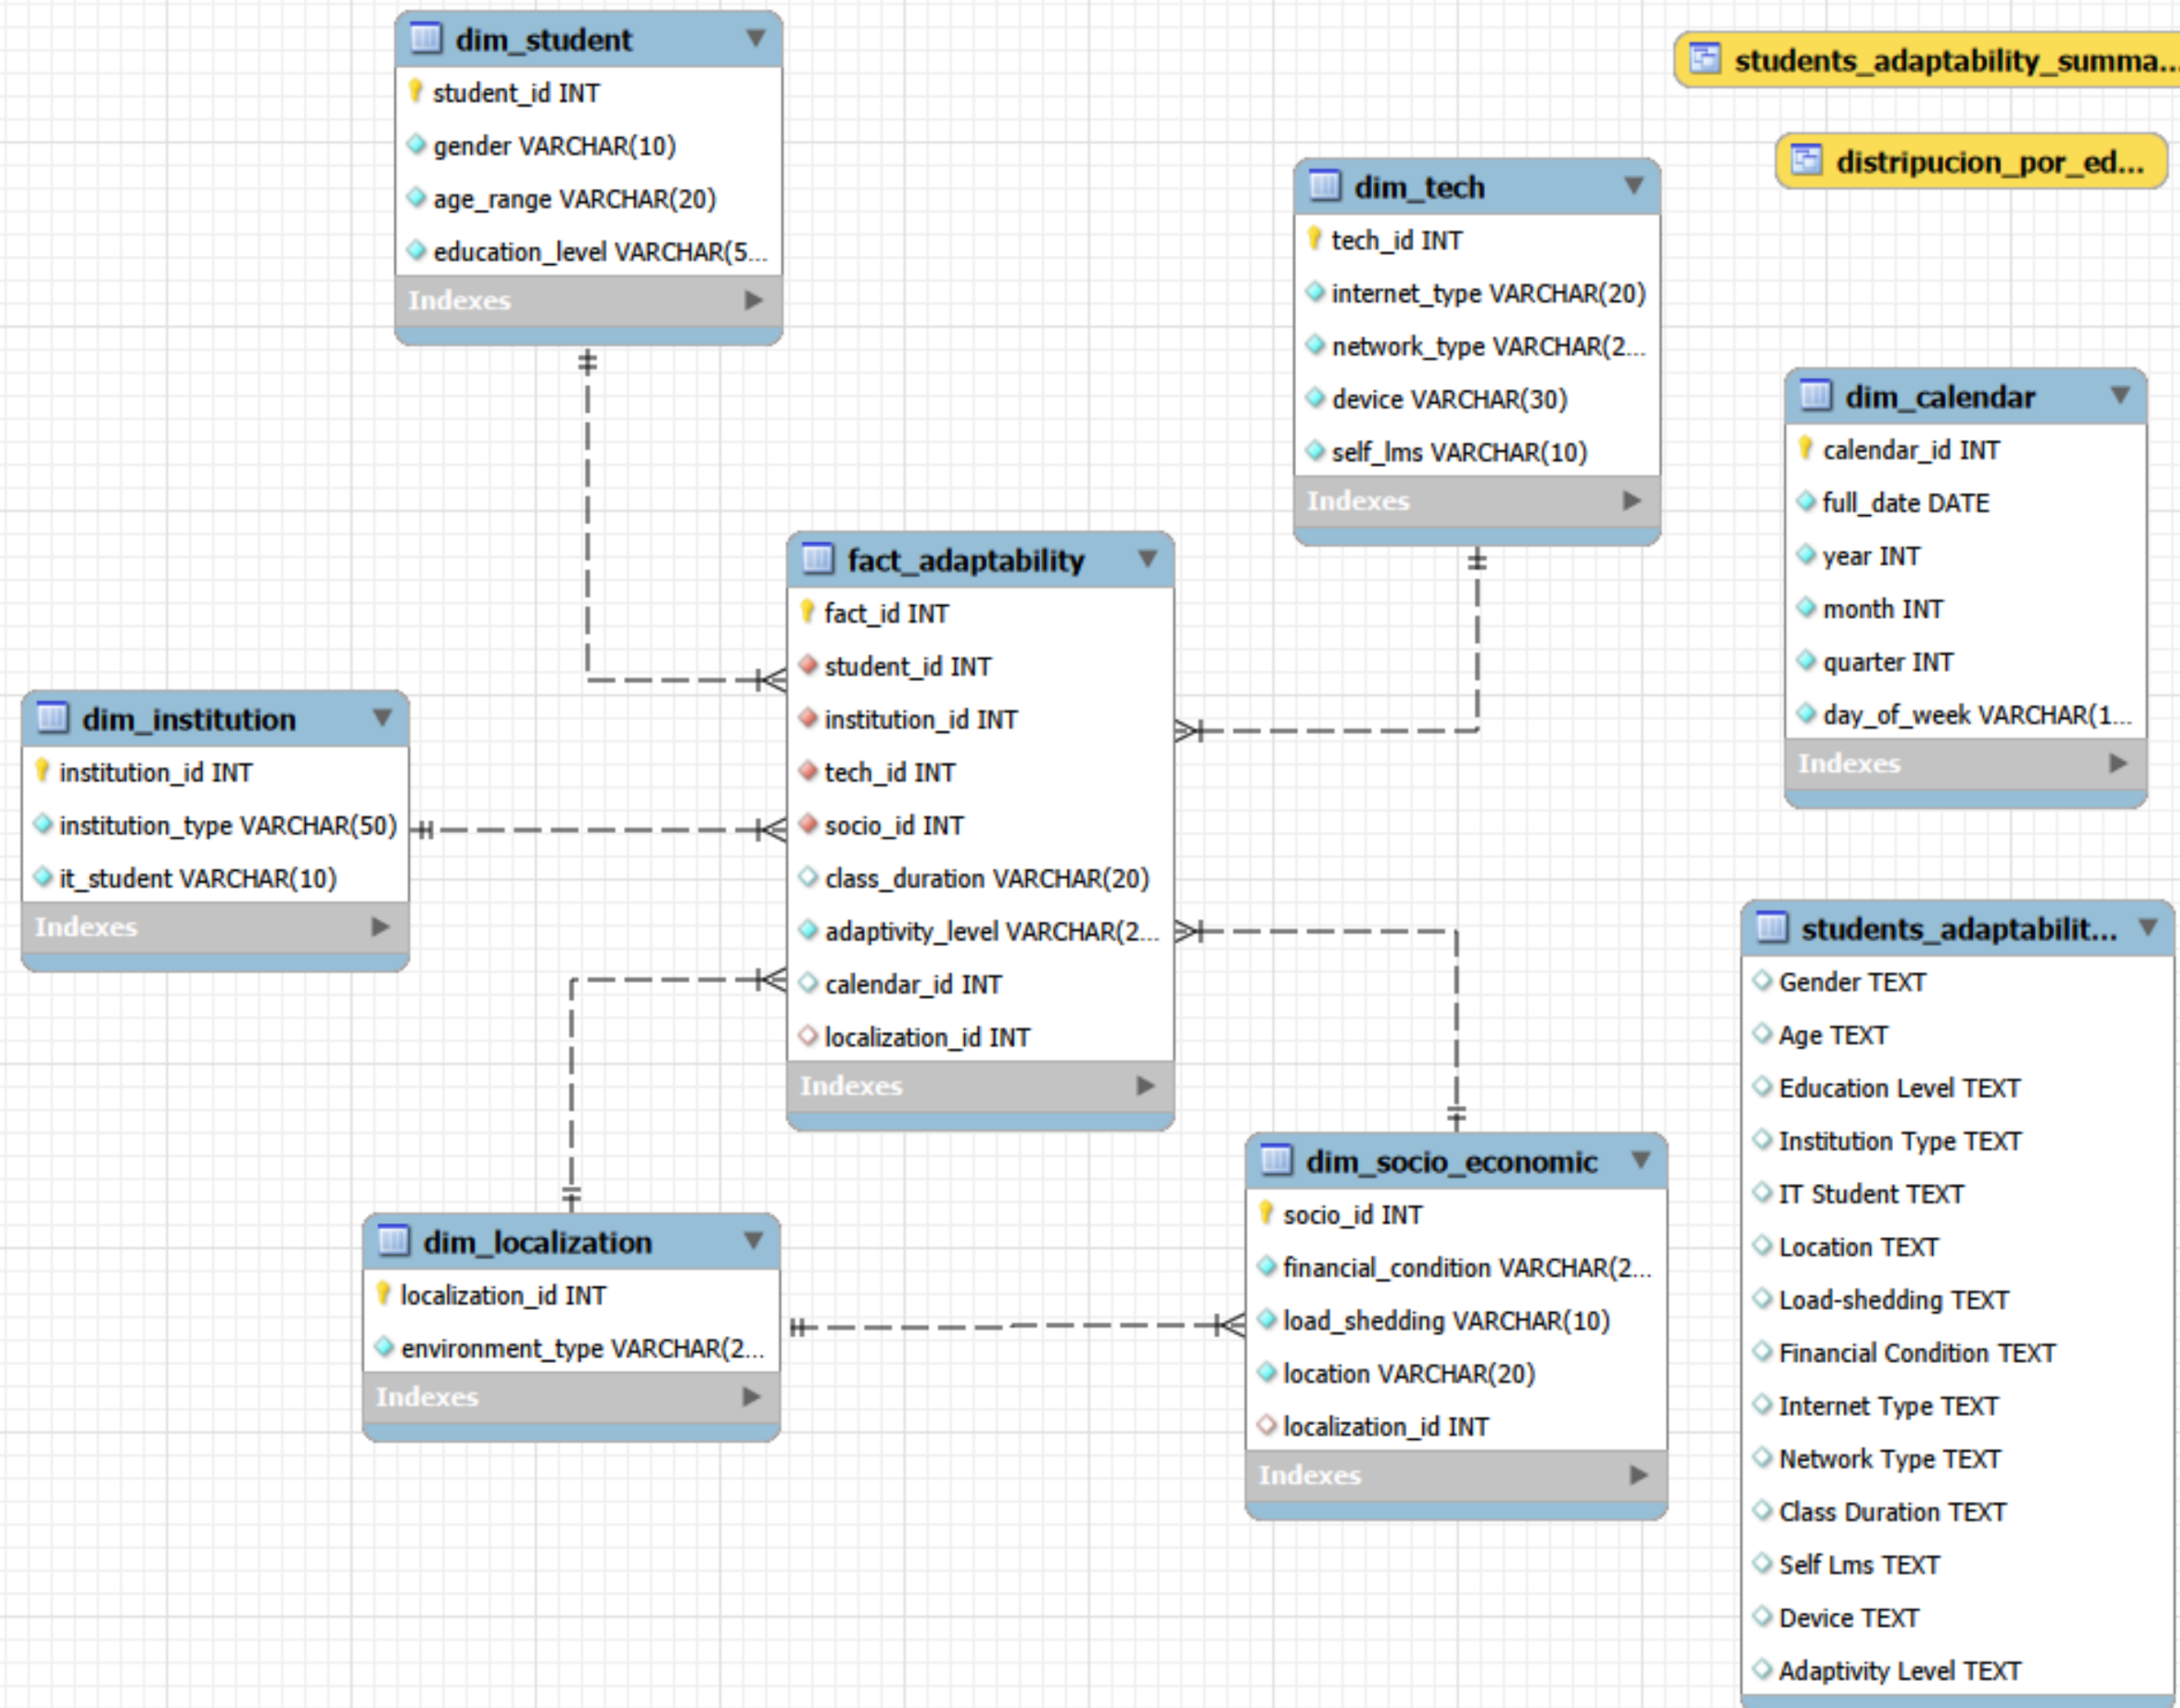 dim_student
student_id INT
gender VARCHAR(10)
age_range VARCHAR(20)
education_level VARCHAR(5...
Indexes
students_adaptability_summa...
distripucion_por_ed...
dim_tech
tech_id INT
internet_type VARCHAR(20)
network_type VARCHAR(2...
device VARCHAR(30)
self_lms VARCHAR(10)
Indexes
dim_calendar
calendar_id INT
full_date DATE
year INT
month INT
quarter INT
day_of_week VARCHAR(1...
Indexes
fact_adaptability
fact_id INT
student_id INT
institution_id INT
tech_id INT
socio_id INT
class_duration VARCHAR(20)
adaptivity_level VARCHAR(2...
calendar_id INT
localization_id INT
Indexes
dim_institution
institution_id INT
institution_type VARCHAR(50)
it_student VARCHAR(10)
Indexes
students_adaptabilit...
Gender TEXT
Age TEXT
Education Level TEXT
Institution Type TEXT
IT Student TEXT
Location TEXT
Load-shedding TEXT
Financial Condition TEXT
Internet Type TEXT
Network Type TEXT
Class Duration TEXT
Self Lms TEXT
Device TEXT
Adaptivity Level TEXT
dim_localization
localization_id INT
environment_type VARCHAR(2...
Indexes
dim_socio_economic
socio_id INT
financial_condition VARCHAR(2...
load_shedding VARCHAR(10)
location VARCHAR(20)
localization_id INT
Indexes